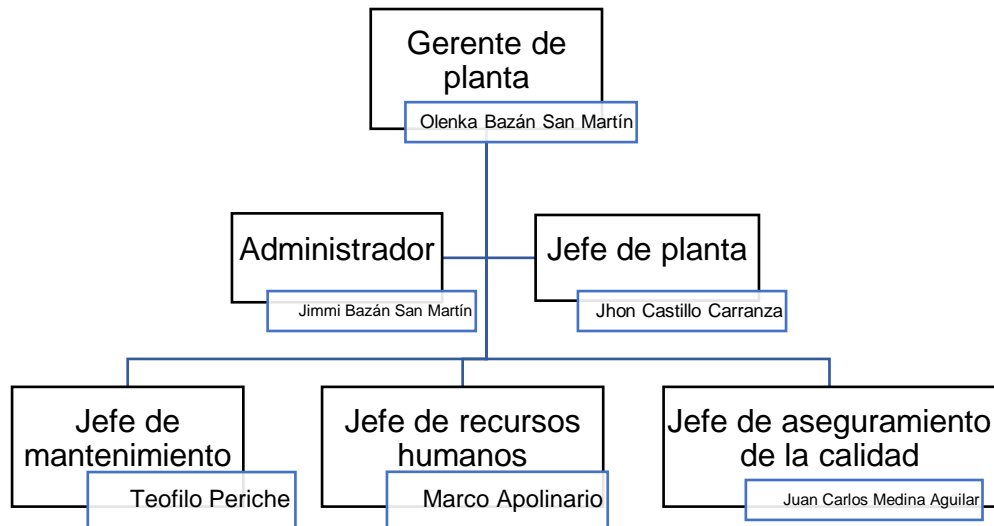 Gerente de
planta
Olenka Bazán San Martín
Administrador
Jimmi Bazán San Martín
Jefe de planta
Jhon Castillo Carranza
Jefe de
mantenimiento
Teofilo Periche
Jefe de recursos
humanos
Marco Apolinario
Jefe de aseguramiento
de la calidad
Juan Carlos Medina Aguilar